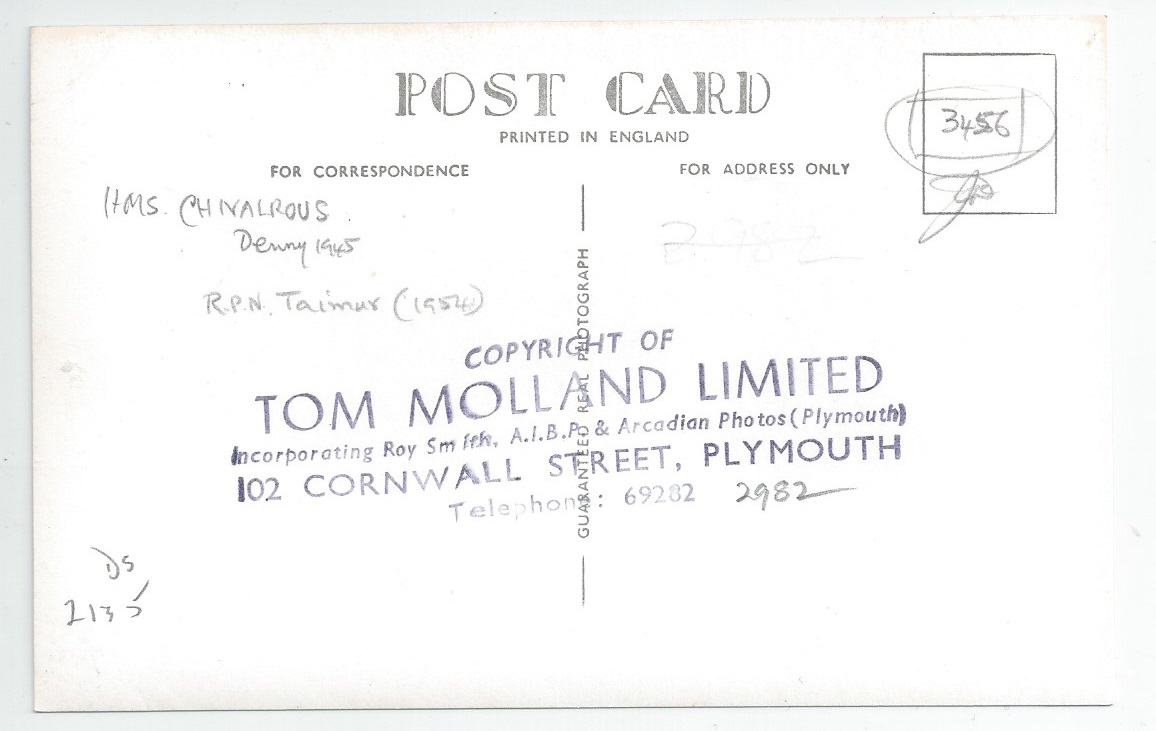 POST CARD
PRINTED IN ENGLAND
FOR CORRESPONDENCE
FOR ADDRESS ONLY
3456
HMS. CHIVALROUS
Denny 1945
2982
R.P.N. Taimur (1954)
GUARANTEED REAL PHOTOGRAPH
COPYRIGHT OF
TOM MOLLAND LIMITED
Incorporating Roy Smith, A.I.B.P. & Arcadian Photos (Plymouth)
102 CORNWALL STREET, PLYMOUTH
Telephone: 69282 2982
DS